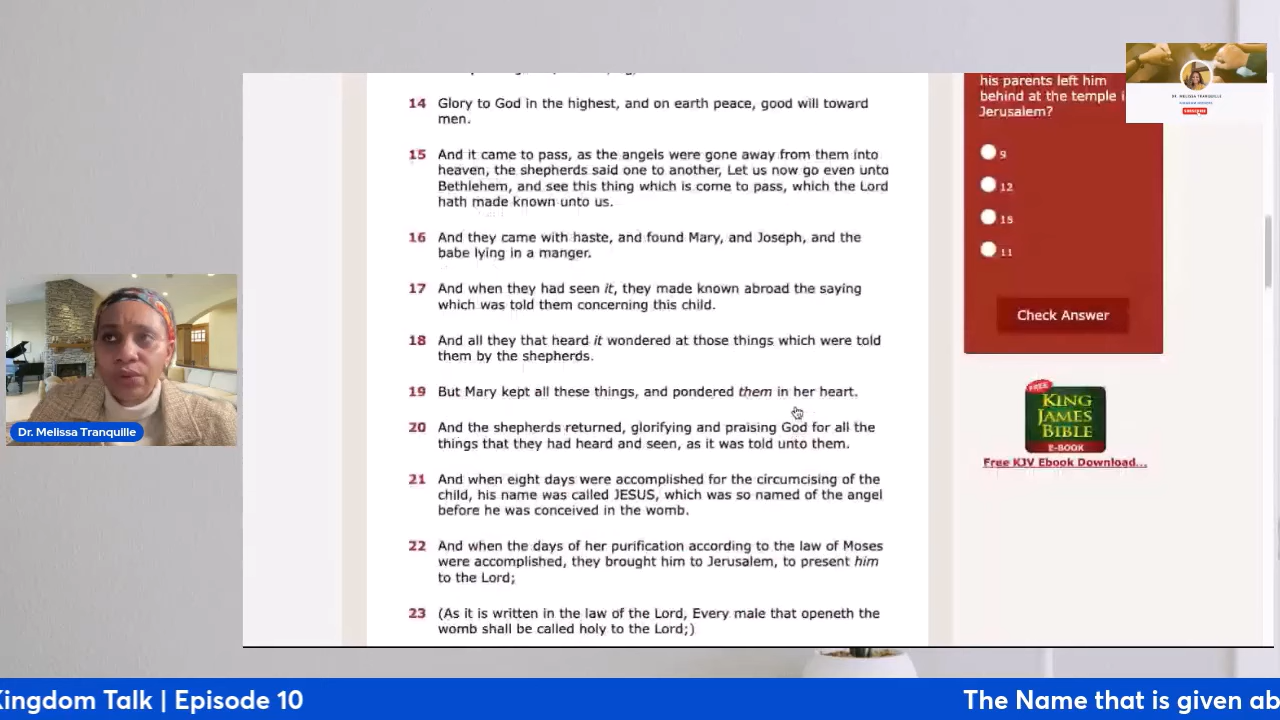 14 Glory to God in the highest, and on earth peace, good will toward
men.
15 And it came to pass, as the angels were gone away from them into
heaven, the shepherds said one to another, Let us now go even unto
Bethlehem, and see this thing which is come to pass, which the Lord
hath made known unto us.
16 And they came with haste, and found Mary, and Joseph, and the
babe lying in a manger.
17 And when they had seen it, they made known abroad the saying
which was told them concerning this child.
18 And all they that heard it wondered at those things which were told
them by the shepherds.
19 But Mary kept all these things, and pondered them in her heart.
20 And the shepherds returned, glorifying and praising God for all the
things that they had heard and seen, as it was told unto them.
21 And when eight days were accomplished for the circumcising of the
child, his name was called JESUS, which was so named of the angel
before he was conceived in the womb.
22 And when the days of her purification according to the law of Moses
were accomplished, they brought him to Jerusalem, to present him
to the Lord;
23 (As it is written in the law of the Lord, Every male that openeth the
womb shall be called holy to the Lord;)
his parents left him
behind at the temple i
Jerusalem?
9
12
18
11
Check Answer
FREE
KING
JAMES
BIBLE
E-BOOK
Free KJV Ebook Download...
DR. MELISSA TRANQUILLE
SUBSCRIBE
Dr. Melissa Tranquille
Kingdom Talk | Episode 10
The Name that is given ab